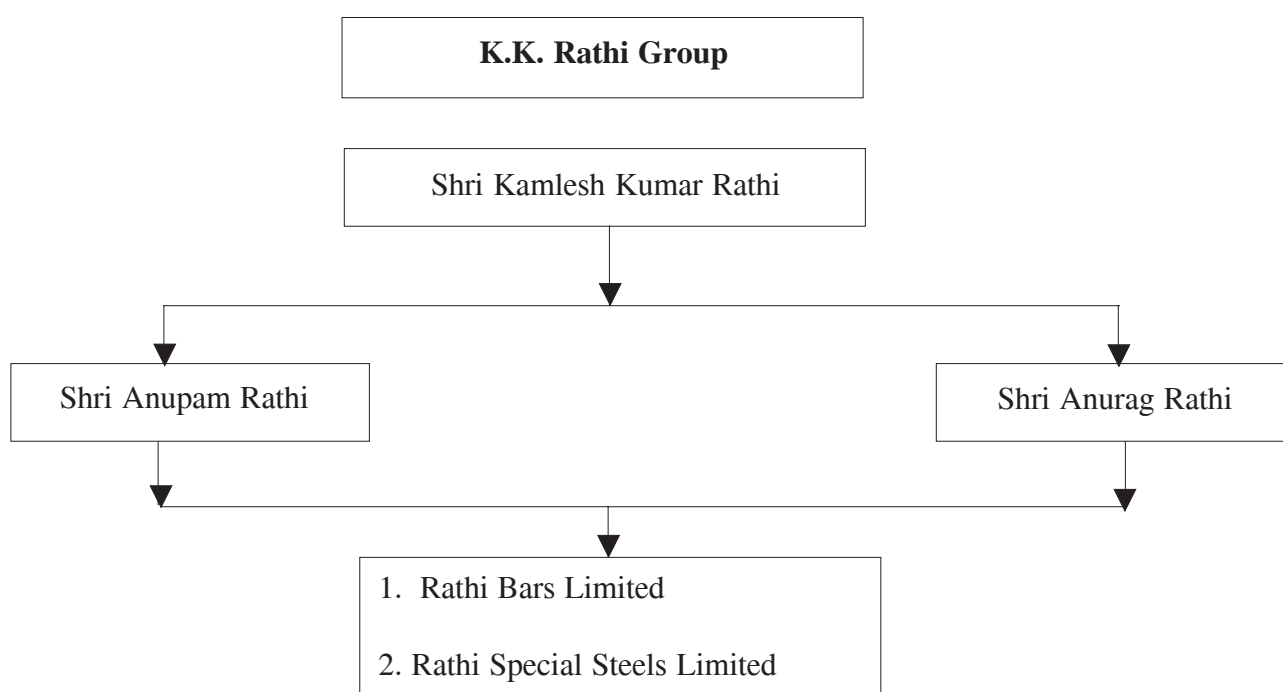 K.K. Rathi Group
Shri Kamlesh Kumar Rathi
Shri Anupam Rathi
Shri Anurag Rathi
1. Rathi Bars Limited
2. Rathi Special Steels Limited